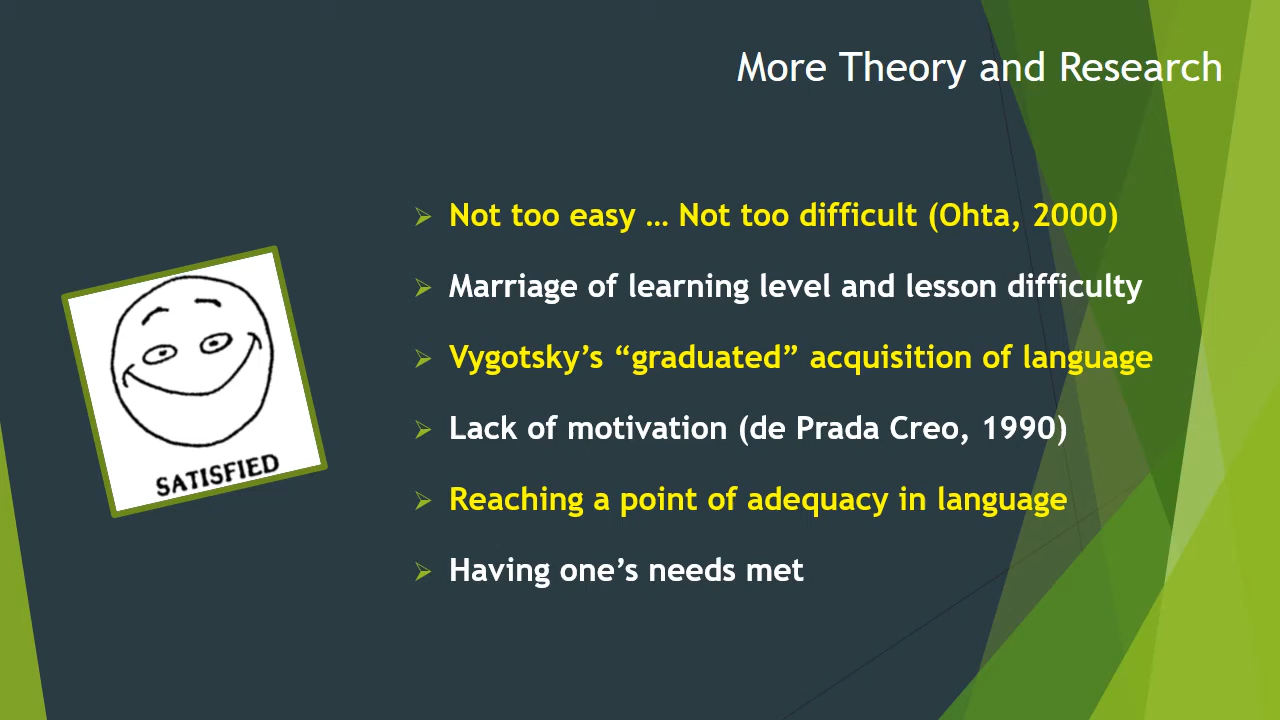 More Theory and Research
Not too easy … Not too difficult (Ohta, 2000)
Marriage of learning level and lesson difficulty
Vygotsky’s “graduated” acquisition of language
Lack of motivation (de Prada Creo, 1990)
Reaching a point of adequacy in language
Having one’s needs met
SATISFIED